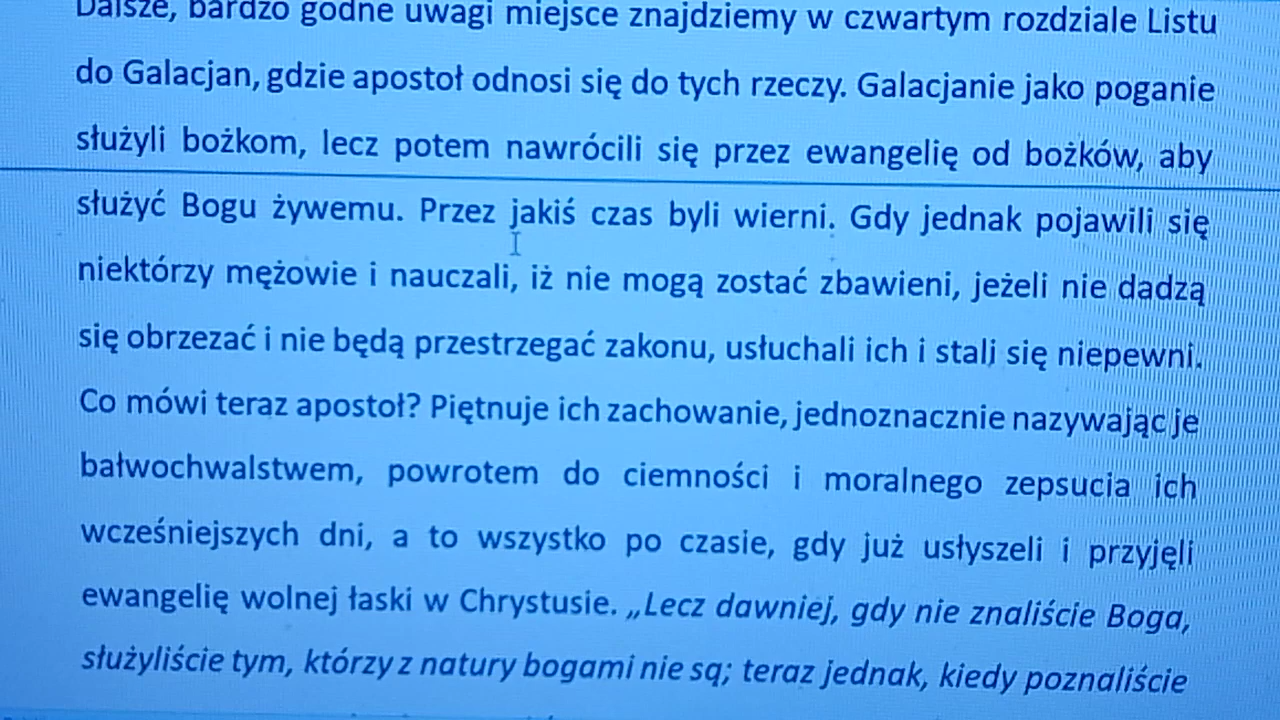 Dalsze, bardzo godne uwagi miejsce znajdziemy w czwartym rozdziale Listu
do Galacjan, gdzie apostoł odnosi się do tych rzeczy. Galacjanie jako poganie
służyli bożkom, lecz potem nawrócili się przez ewangelię od bożków, aby
służyć Bogu żywemu. Przez jakiś czas byli wierni. Gdy jednak pojawili się
niektórzy mężowie i nauczali, iż nie mogą zostać zbawieni, jeżeli nie dadzą
się obrzezać i nie będą przestrzegać zakonu, usłuchali ich i stali się niepewni.
Co mówi teraz apostoł? Piętnuje ich zachowanie, jednoznacznie nazywając je
bałwochwalstwem, powrotem do ciemności i moralnego zepsucia ich
wcześniejszych dni, a to wszystko po czasie, gdy już usłyszeli i przyjęli
ewangelię wolnej łaski w Chrystusie. „Lecz dawniej, gdy nie znaliście Boga,
służyliście tym, którzy z natury bogami nie są; teraz jednak, kiedy poznaliście